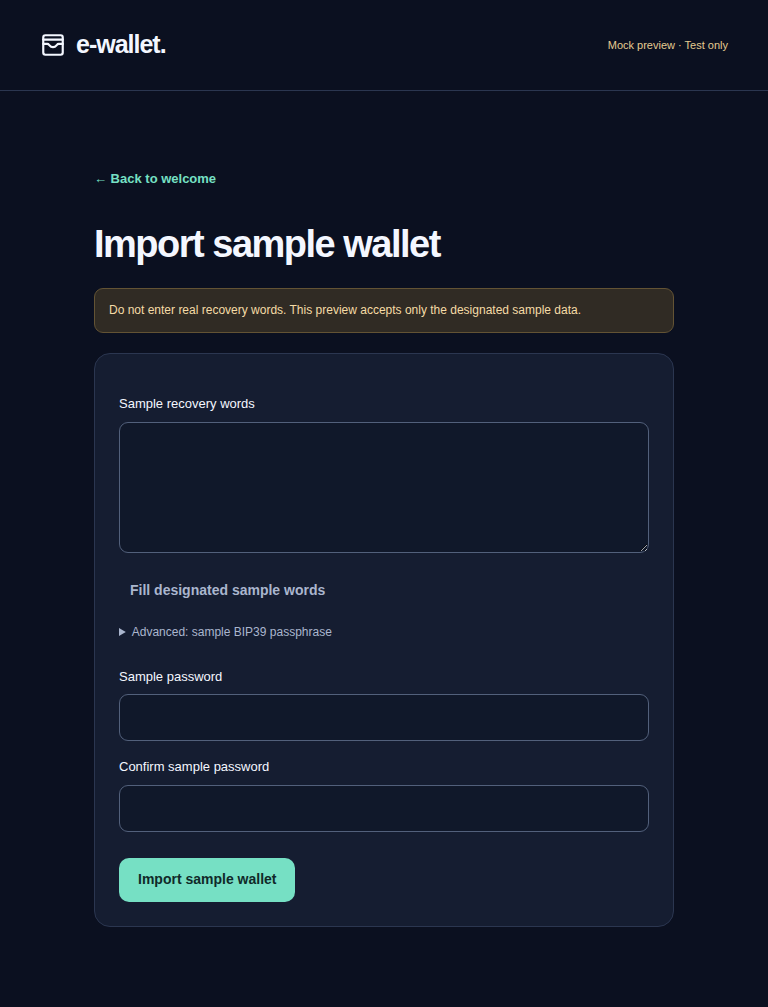 e-wallet.
Mock preview · Test only
← Back to welcome
Import sample wallet
Do not enter real recovery words. This preview accepts only the designated sample data.
Sample recovery words
Fill designated sample words
Advanced: sample BIP39 passphrase
Sample password
Confirm sample password
Import sample wallet